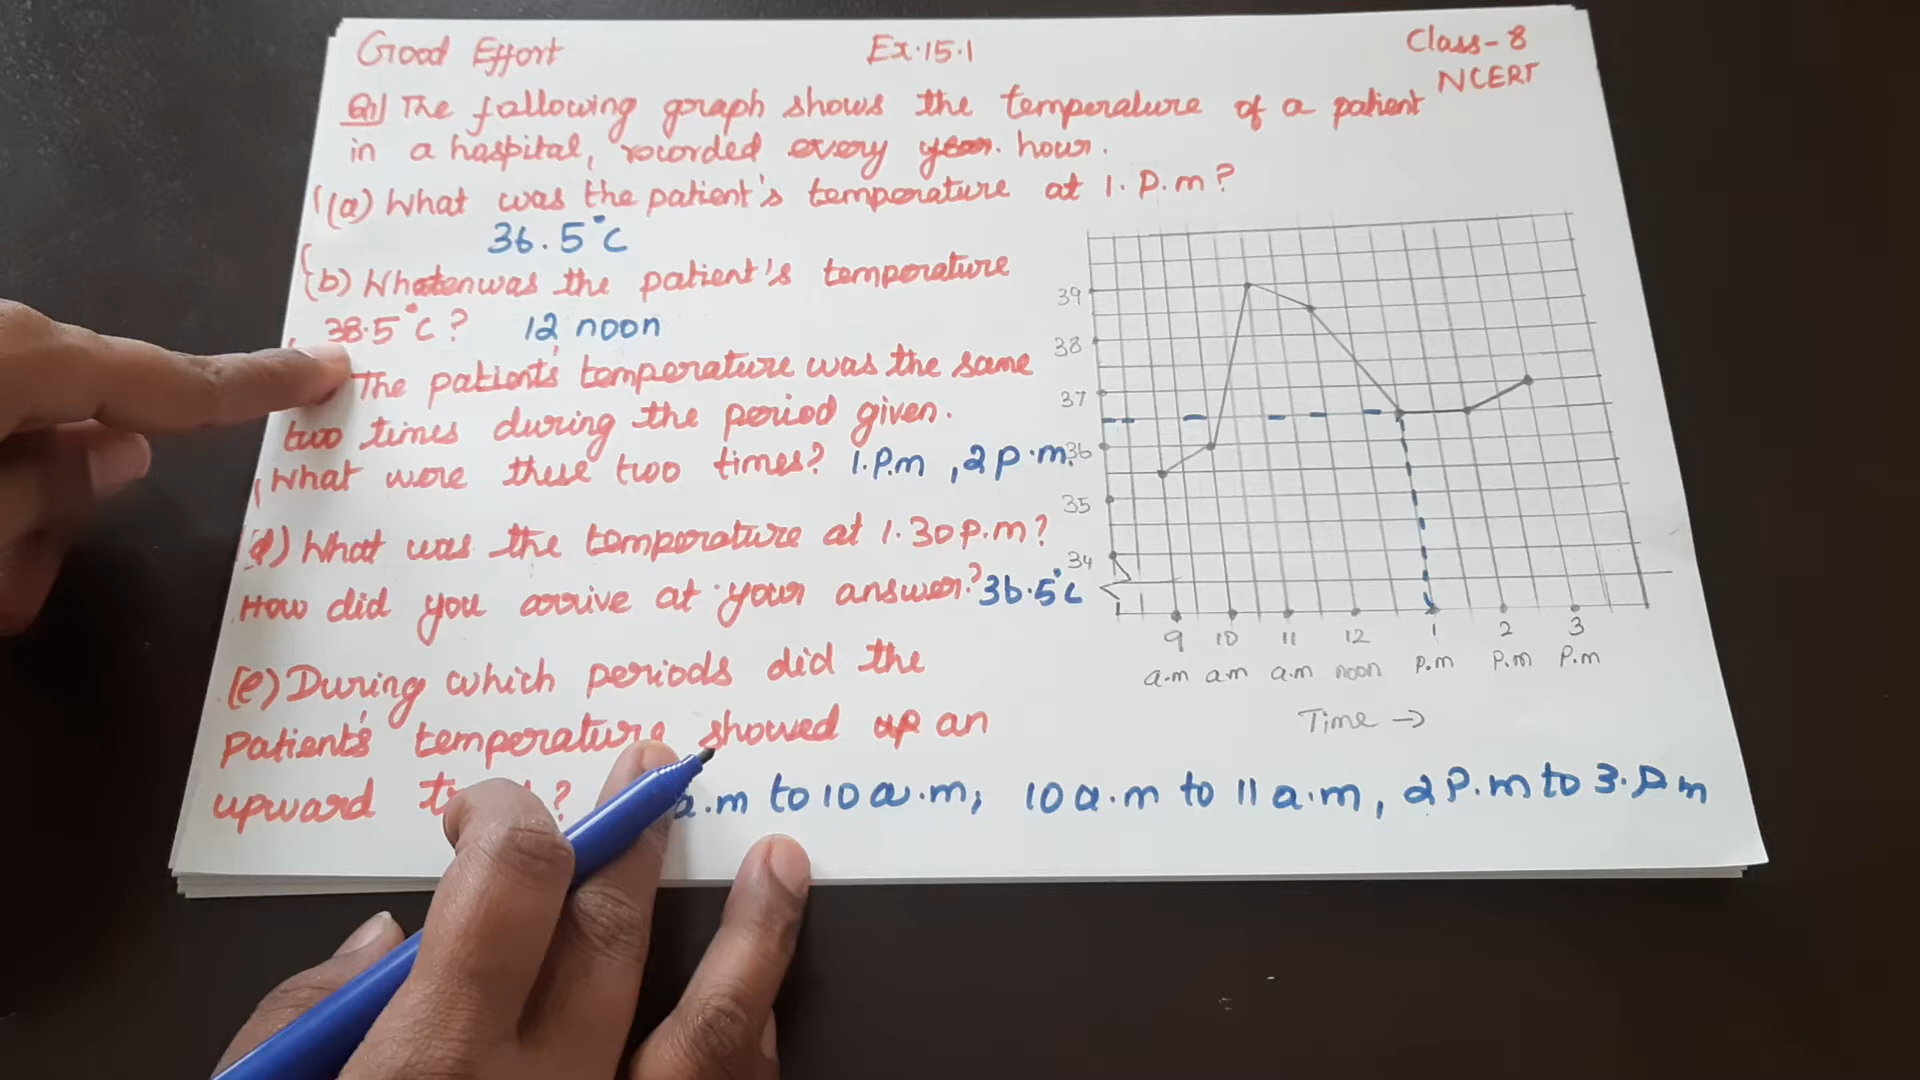 Good Effort Ex.15.1 Class-8
NCERT
Q1) The following graph shows the temperature of a patient
in a haspital, recorded every year. hour.
(a) What was the patient's temperature at 1. P.m?
36.5°C
(b) was the patient's temperature
38.5°C? 12 noon
The patient's temperature was the same
two times during the period given.
What were these two times? 1.P.m , 2 p.m.
(d) What was the temperature at 1.30 p.m?
How did you arrive at your answer? 36.5°C
(e) During which periods did the
patient's temperature showed up an
upward ?
a.m to 10 a.m, 10 a.m to 11 a.m, 2 P.m to 3.P.m
39
38
37
36
35
34
9 10 11 12 1 2 3
a.m a.m a.m noon p.m p.m p.m
Time →